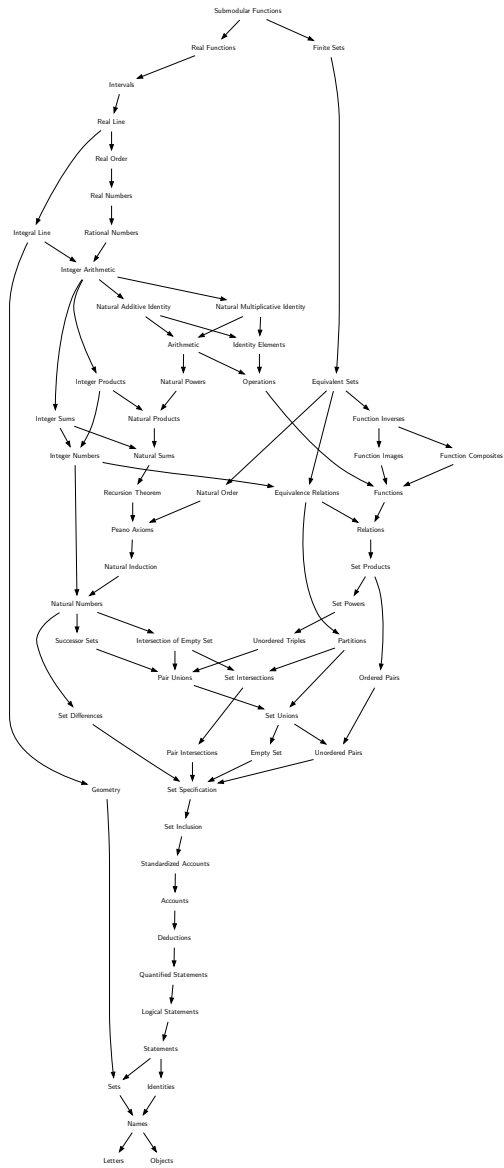 Submodular Functions
Real Functions
Finite Sets
Intervals
Real Line
Real Order
Real Numbers
Integral Line
Rational Numbers
Integer Arithmetic
Natural Additive Identity
Natural Multiplicative Identity
Arithmetic
Identity Elements
Integer Products
Natural Powers
Operations
Equivalent Sets
Integer Sums
Natural Products
Function Inverses
Integer Numbers
Natural Sums
Function Images
Function Composites
Recursion Theorem
Natural Order
Equivalence Relations
Functions
Peano Axioms
Relations
Natural Induction
Set Products
Natural Numbers
Set Powers
Successor Sets
Intersection of Empty Set
Unordered Triples
Partitions
Pair Unions
Set Intersections
Ordered Pairs
Set Differences
Set Unions
Pair Intersections
Empty Set
Unordered Pairs
Geometry
Set Specification
Set Inclusion
Standardized Accounts
Accounts
Deductions
Quantified Statements
Logical Statements
Statements
Sets
Identities
Names
Letters
Objects